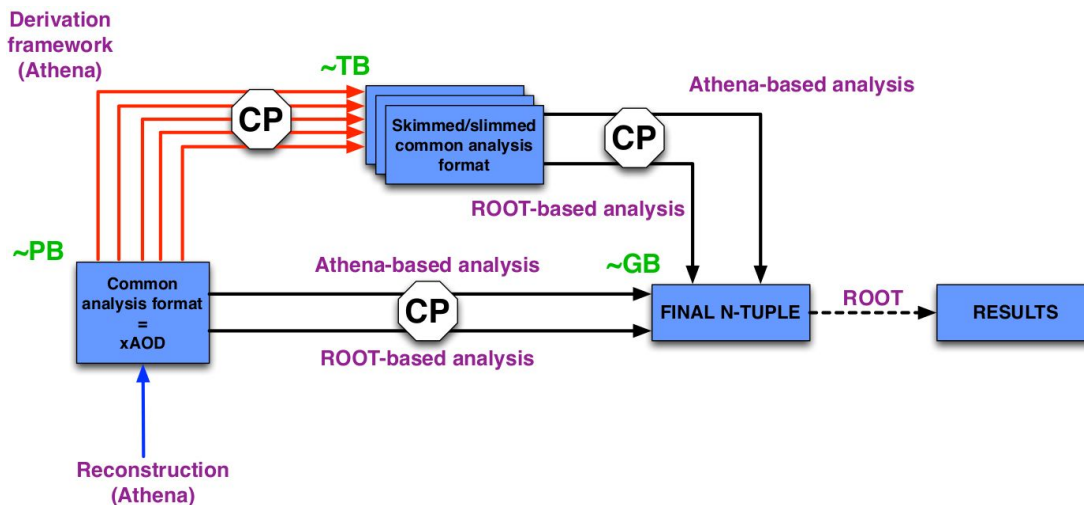 Derivation
framework
(Athena)
~TB
CP
Skimmed/slimmed
common analysis
format
CP
Athena-based analysis
ROOT-based analysis
~PB
Common
analysis format
=
xAOD
Athena-based analysis
CP
ROOT-based analysis
~GB
FINAL N-TUPLE
ROOT
RESULTS
Reconstruction
(Athena)